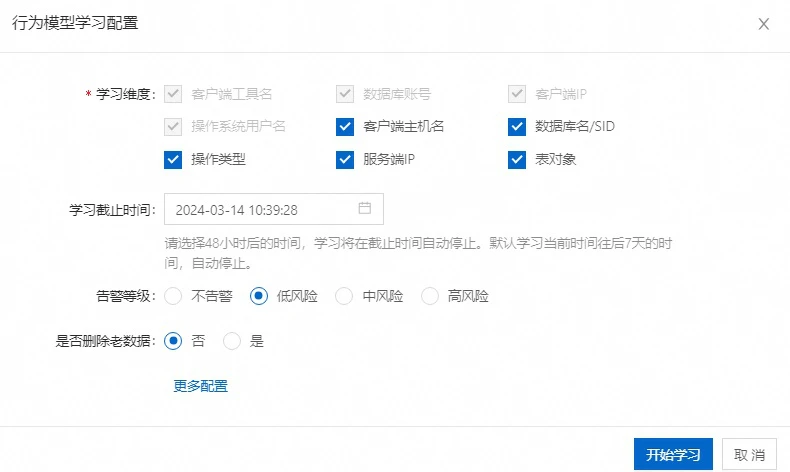 行为模型学习配置
* 学习维度： 客户端工具名 数据库账号 客户端IP
操作系统用户名 客户端主机名 数据库名/SID
操作类型 服务端IP 表对象
学习截止时间： 2024-03-14 10:39:28
请选择48小时后的时间，学习将在截止时间自动停止。默认学习当前时间往后7天的时
间，自动停止。
告警等级： 不告警 低风险 中风险 高风险
是否删除老数据： 否 是
更多配置
开始学习 取消